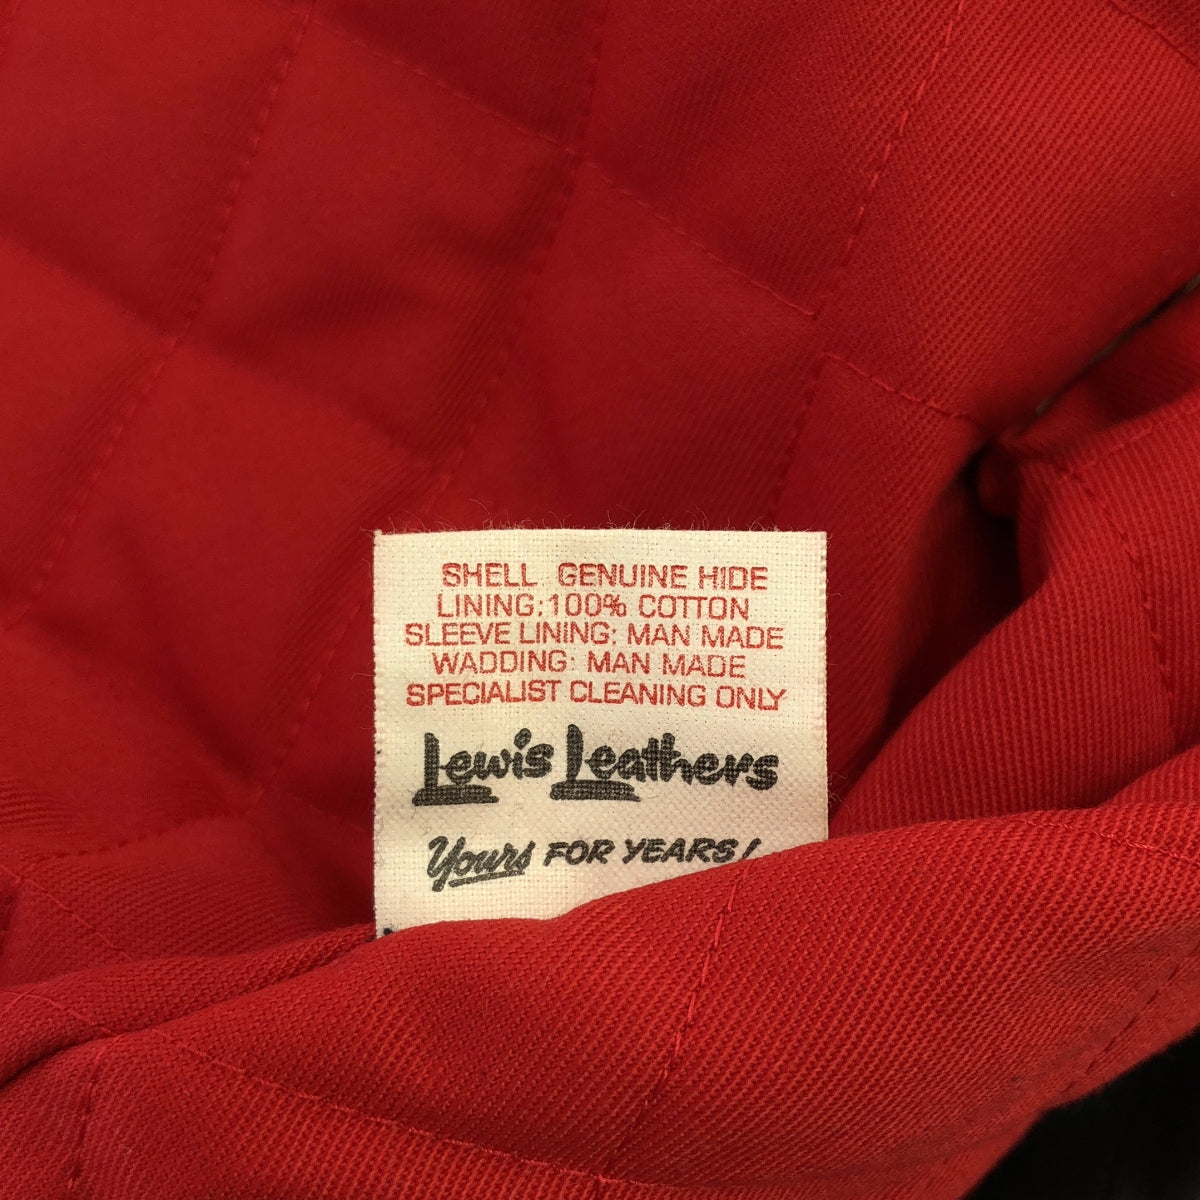 SHELL GENUINE HIDE
LINING: 100% COTTON
SLEEVE LINING: MAN MADE
WADDING: MAN MADE
SPECIALIST CLEANING ONLY
Lewis Leathers
Yours FOR YEARS!